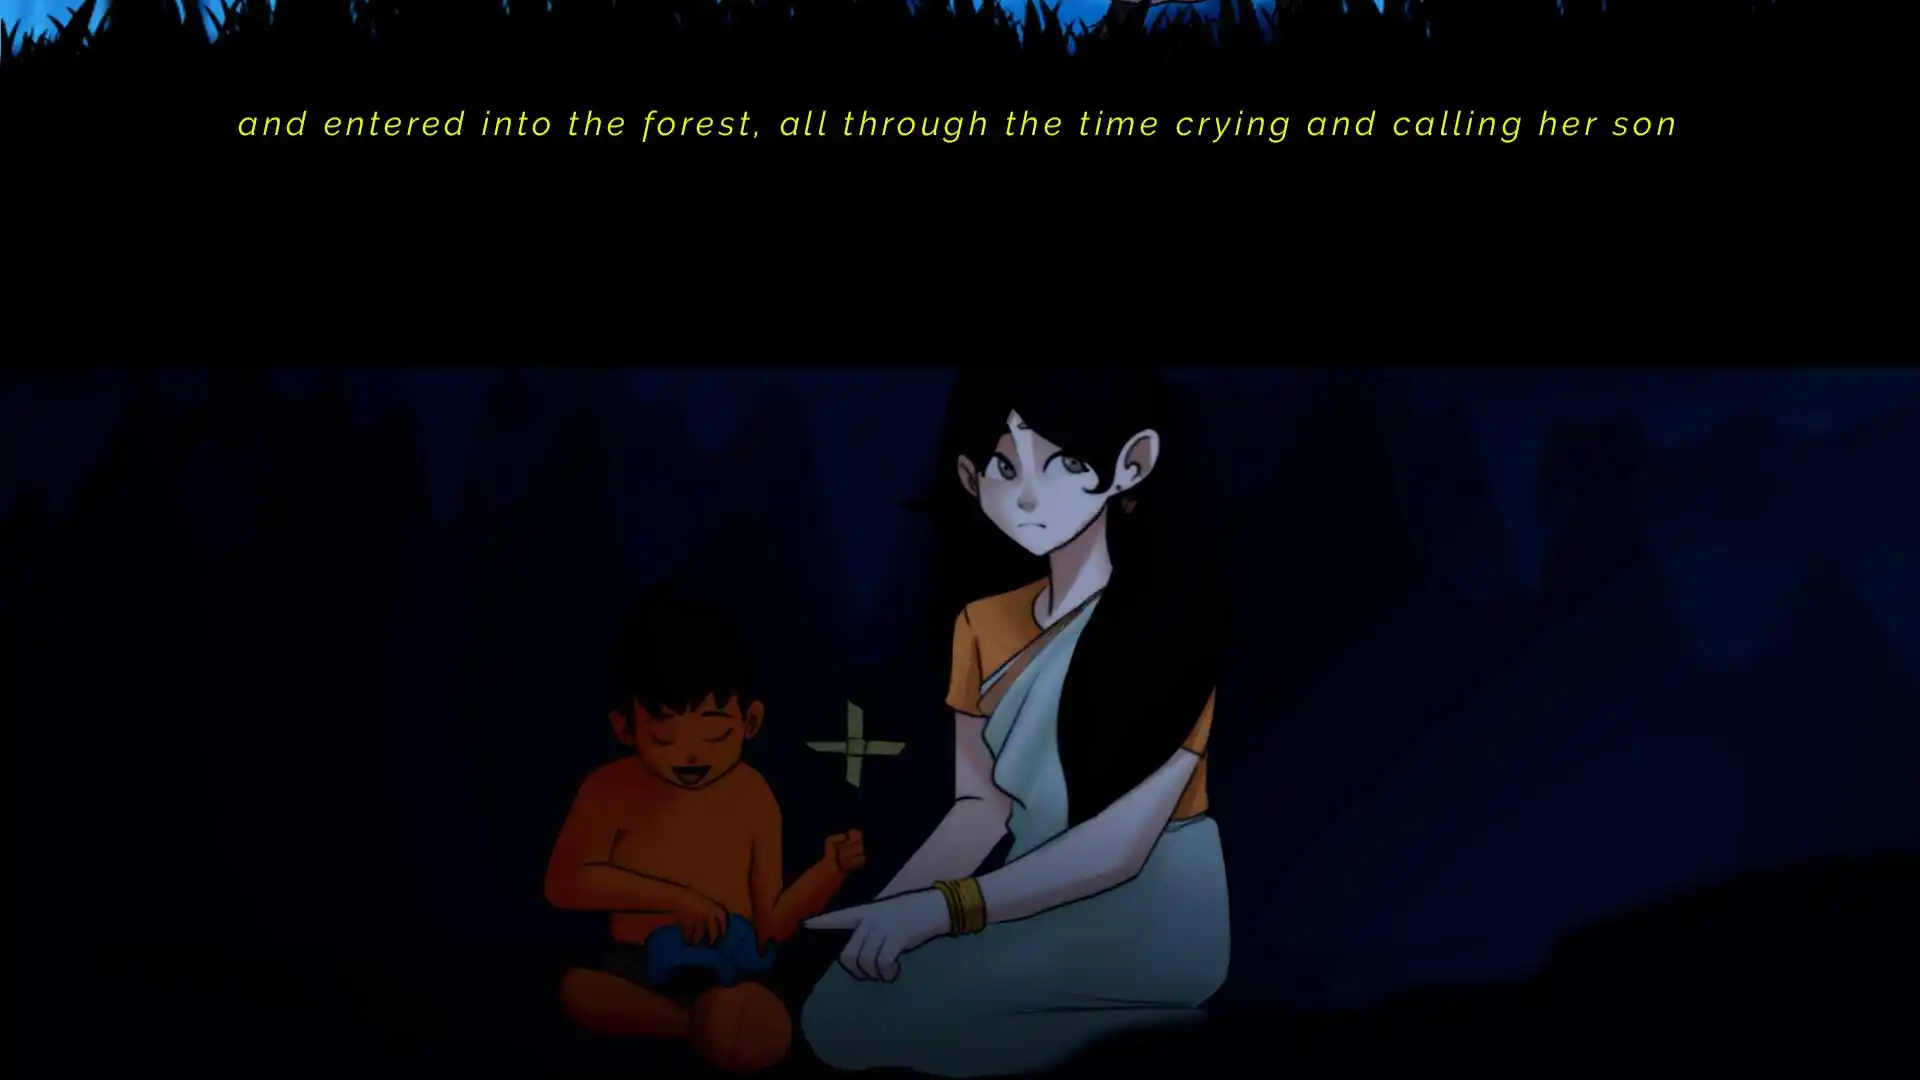 and entered into the forest, all through the time crying and calling her son